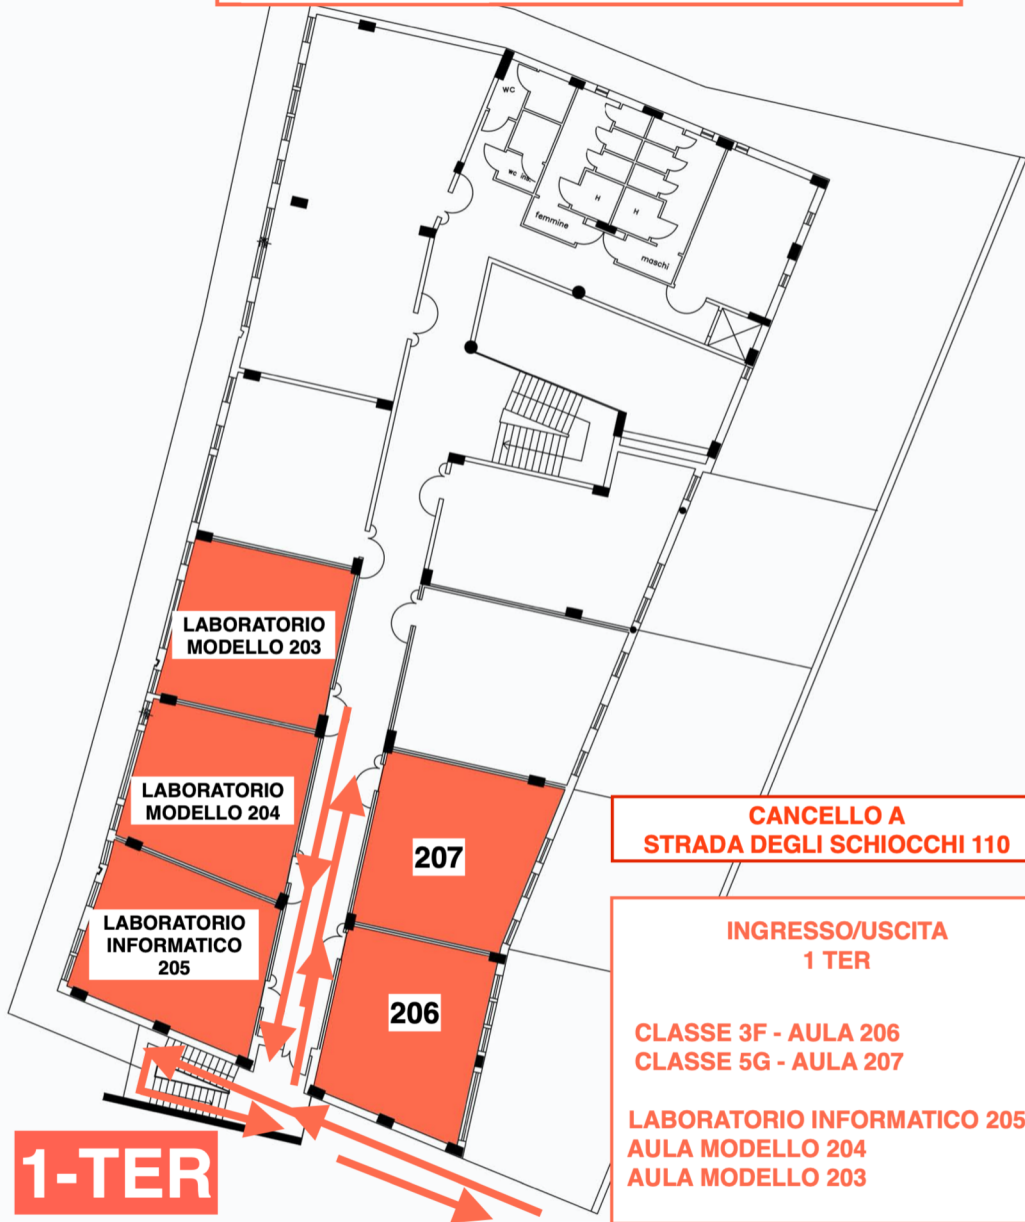 WC
wc ins.
H
H
femmine
maschi
LABORATORIO
MODELLO 203
LABORATORIO
MODELLO 204
207
CANCELLO A
STRADA DEGLI SCHIOCCHI 110
LABORATORIO
INFORMATICO
205
206
INGRESSO/USCITA
1 TER
CLASSE 3F - AULA 206
CLASSE 5G - AULA 207
LABORATORIO INFORMATICO 205
AULA MODELLO 204
AULA MODELLO 203
1-TER